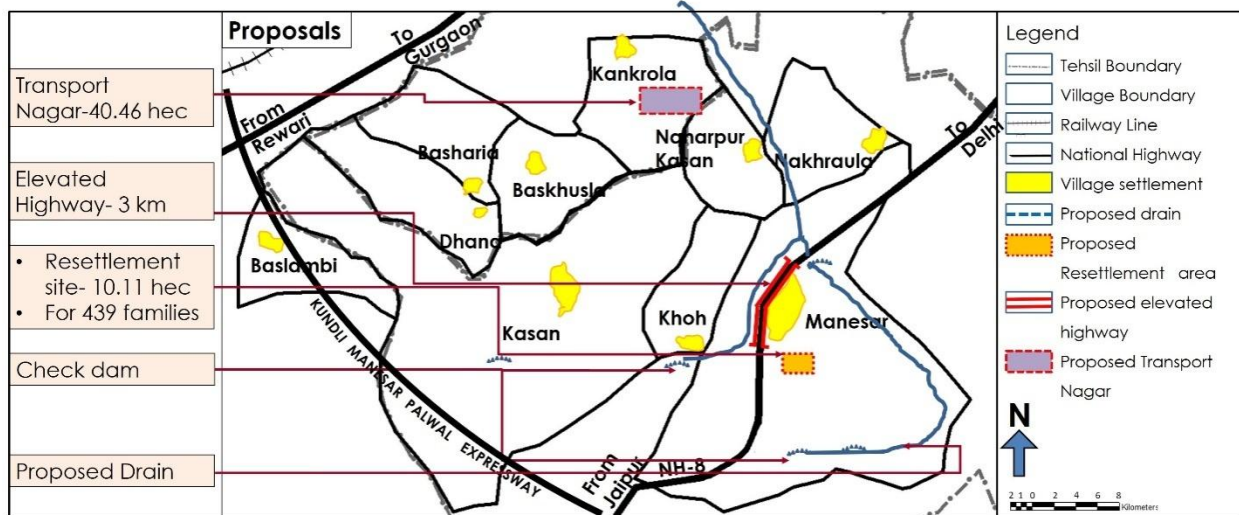 Proposals
Transport
Nagar-40.46 hec
Elevated
Highway- 3 km
• Resettlement
site- 10.11 hec
• For 439 families
Check dam
Proposed Drain
To
Gurgaon
From
Rewari
Kankrola
Naharpur
Kasan
Nakhraula
To
Delhi
Basharia
Baskhusla
Dhana
Baslambi
Kasan
Khoh
Manesar
KUNDLI MANESAR PALWAL EXPRESSWAY
From
Jaipur
NH-8
Legend
Tehsil Boundary
Village Boundary
Railway Line
National Highway
Village settlement
Proposed drain
Proposed
Resettlement area
Proposed elevated
highway
Proposed Transport
Nagar
N
2 1 0 2 4 6 8
Kilometers